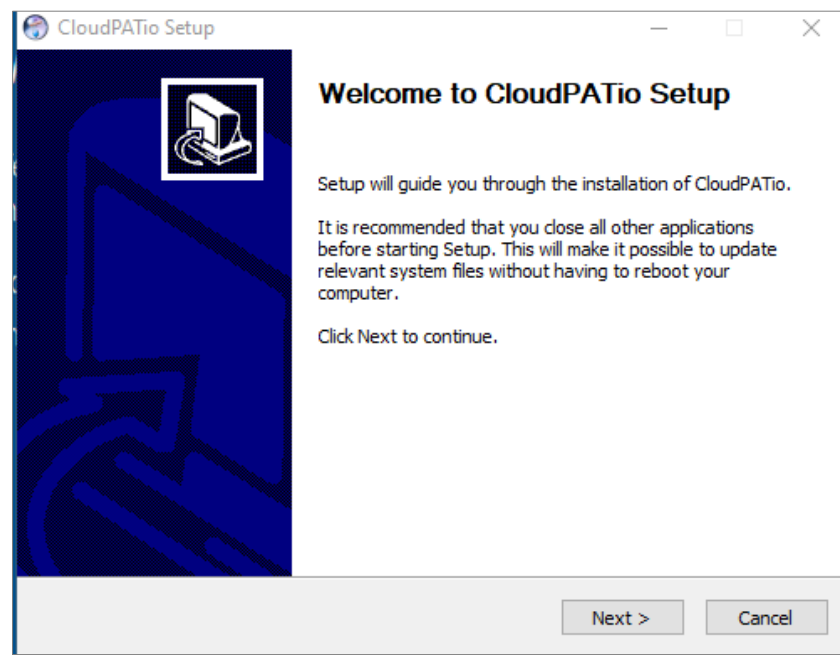 CloudPATio Setup
Welcome to CloudPATio Setup
Setup will guide you through the installation of CloudPATio.
It is recommended that you close all other applications
before starting Setup. This will make it possible to update
relevant system files without having to reboot your
computer.
Click Next to continue.
Next >
Cancel